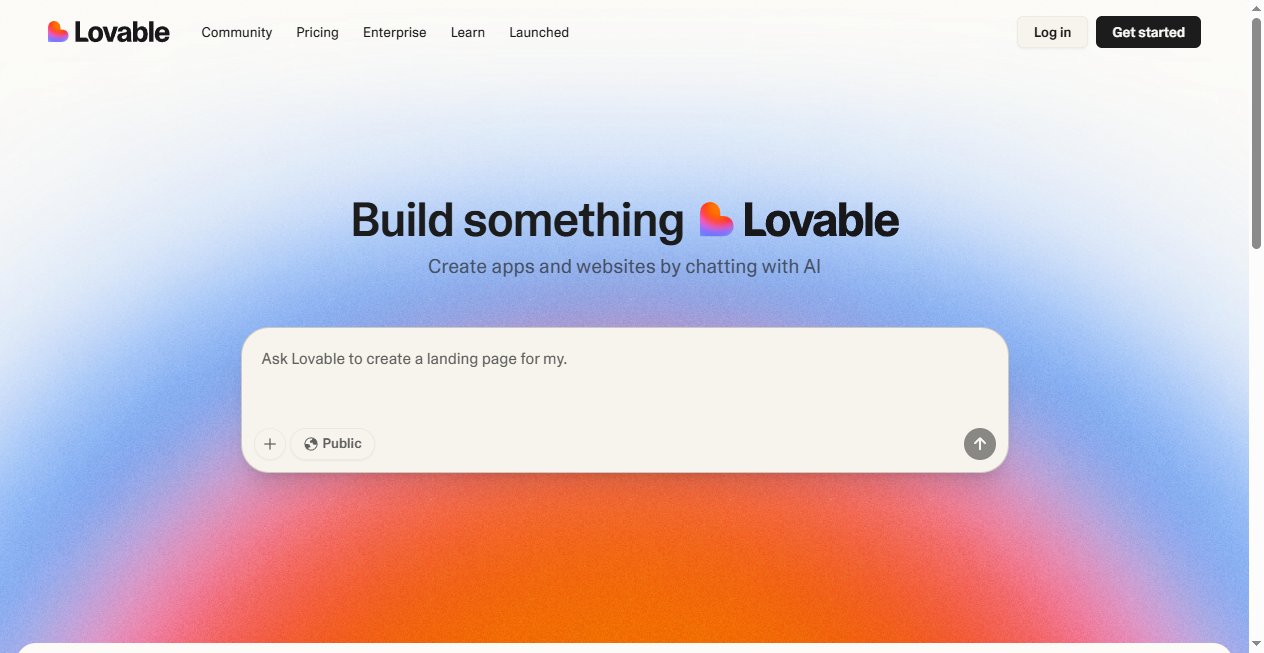 Lovable
Community
Pricing
Enterprise
Learn
Launched
Log in
Get started
Build something Lovable
Create apps and websites by chatting with AI
Ask Lovable to create a landing page for my.
Public